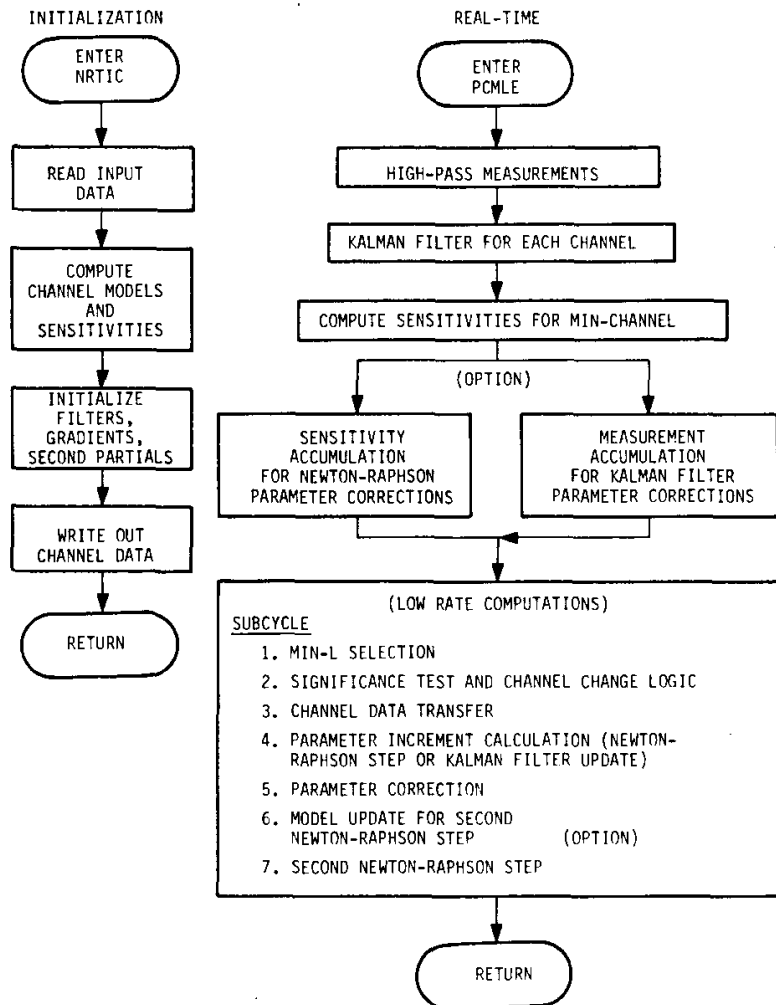 INITIALIZATION
ENTER
NRTIC
READ INPUT
DATA
COMPUTE
CHANNEL MODELS
AND
SENSITIVITIES
INITIALIZE
FILTERS,
GRADIENTS,
SECOND PARTIALS
WRITE OUT
CHANNEL DATA
RETURN
REAL-TIME
ENTER
PCMLE
HIGH-PASS MEASUREMENTS
KALMAN FILTER FOR EACH CHANNEL
COMPUTE SENSITIVITIES FOR MIN-CHANNEL
(OPTION)
SENSITIVITY
ACCUMULATION
FOR NEWTON-RAPHSON
PARAMETER CORRECTIONS
MEASUREMENT
ACCUMULATION
FOR KALMAN FILTER
PARAMETER CORRECTIONS
(LOW RATE COMPUTATIONS)
SUBCYCLE
1. MIN-L SELECTION
2. SIGNIFICANCE TEST AND CHANNEL CHANGE LOGIC
3. CHANNEL DATA TRANSFER
4. PARAMETER INCREMENT CALCULATION (NEWTON-
RAPHSON STEP OR KALMAN FILTER UPDATE)
5. PARAMETER CORRECTION
6. MODEL UPDATE FOR SECOND
NEWTON-RAPHSON STEP (OPTION)
7. SECOND NEWTON-RAPHSON STEP
RETURN